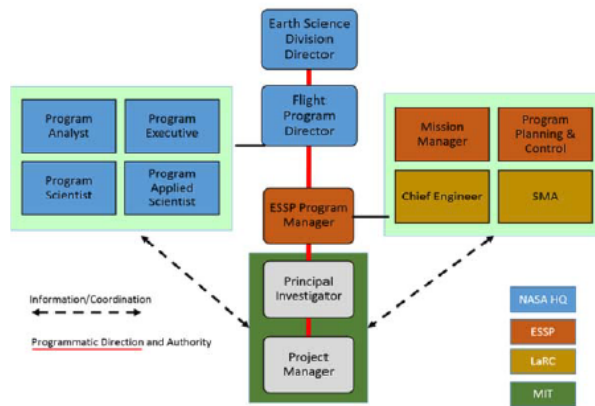 Earth Science
Division
Director
Flight
Program
Director
Program
Analyst
Program
Executive
Program
Scientist
Program
Applied
Scientist
Mission
Manager
Program
Planning &
Control
Chief Engineer
SMA
ESSP Program
Manager
Principal
Investigator
Project
Manager
Information/Coordination
Programmatic Direction and Authority
NASA HQ
ESSP
LaRC
MIT